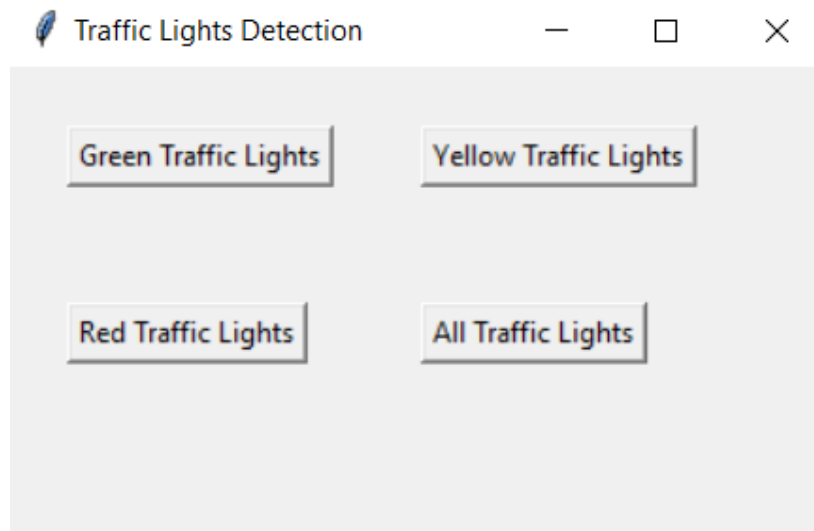 Traffic Lights Detection
Green Traffic Lights
Yellow Traffic Lights
Red Traffic Lights
All Traffic Lights